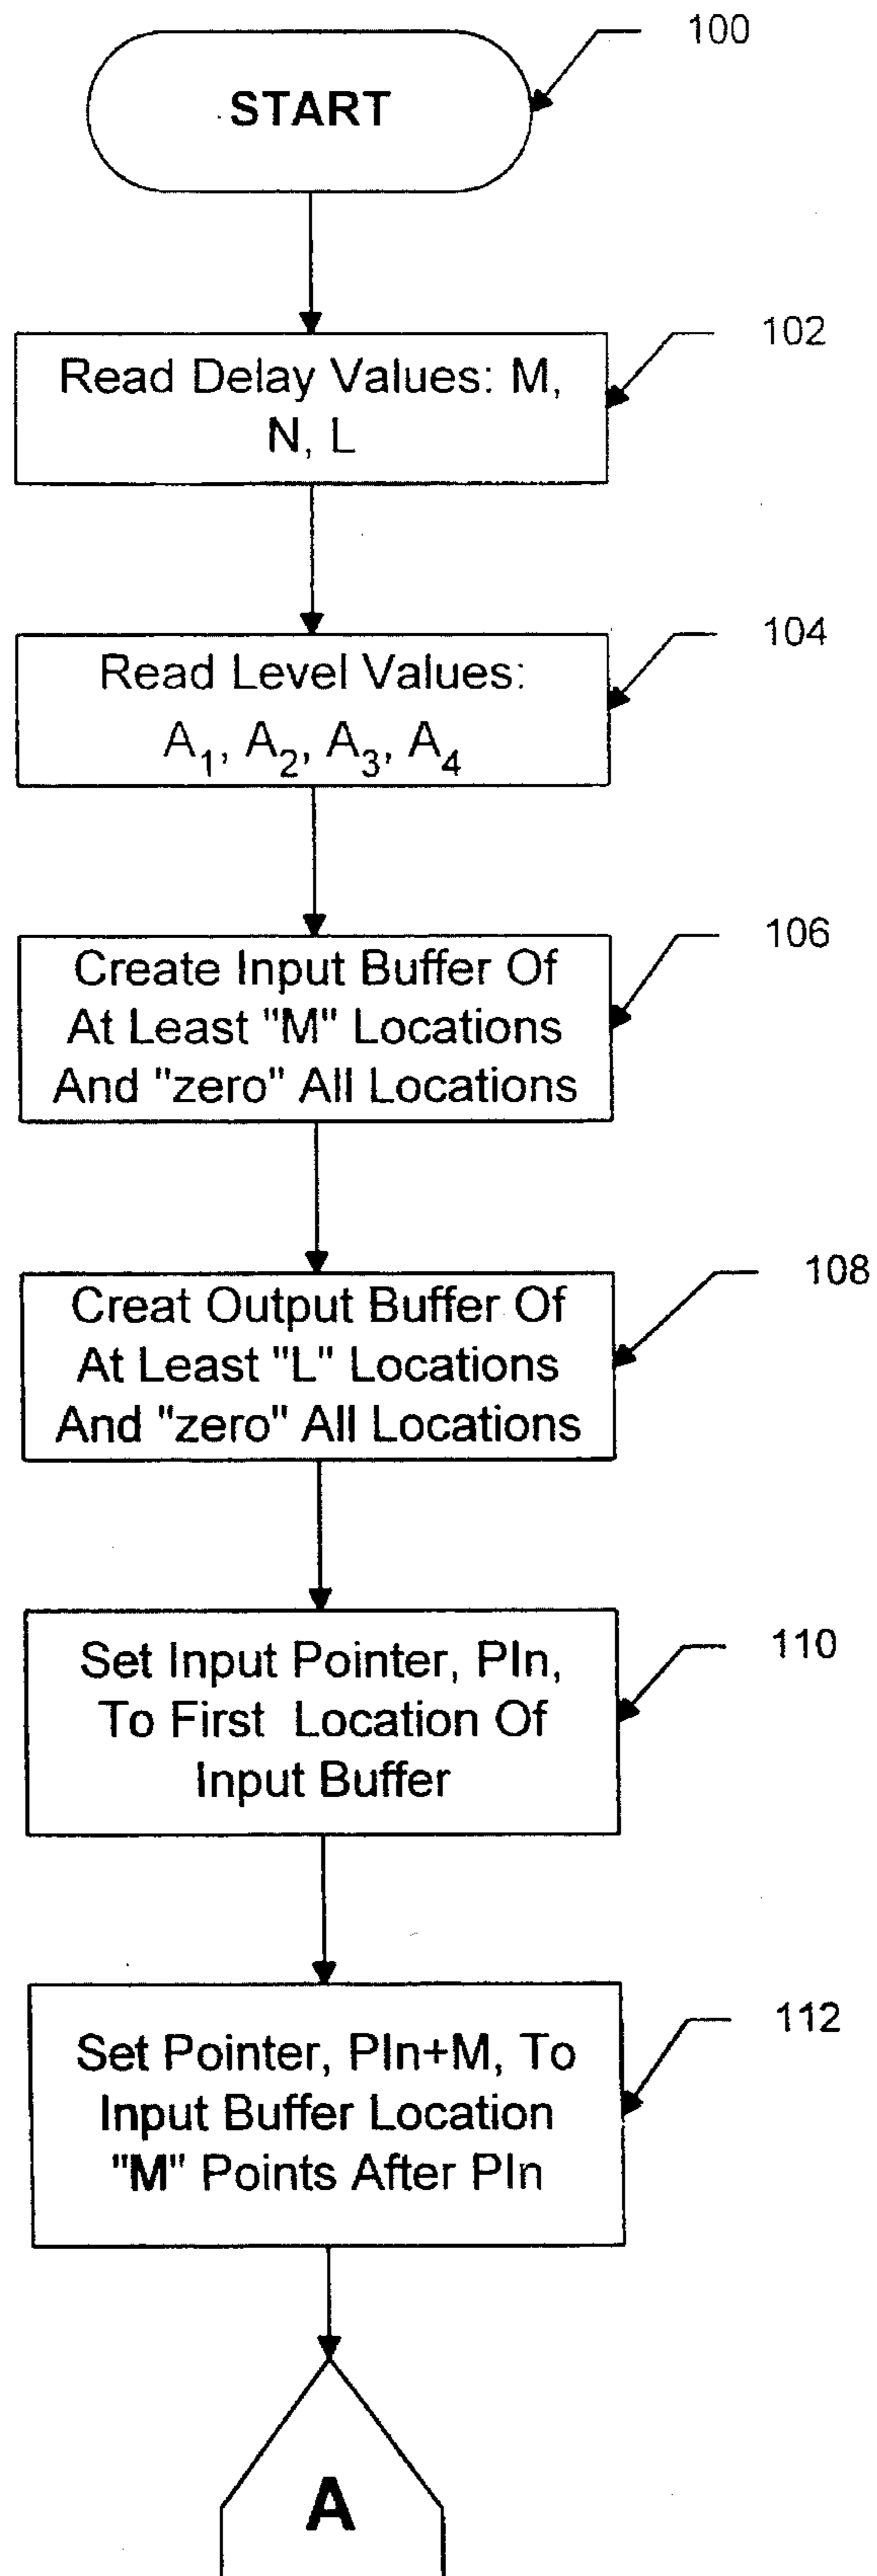 100
START
102
Read Delay Values: M,
N, L
104
Read Level Values:
A1, A2, A3, A4
106
Create Input Buffer Of
At Least "M" Locations
And "zero" All Locations
108
Creat Output Buffer Of
At Least "L" Locations
And "zero" All Locations
110
Set Input Pointer, PIn,
To First Location Of
Input Buffer
112
Set Pointer, PIn+M, To
Input Buffer Location
"M" Points After PIn
A